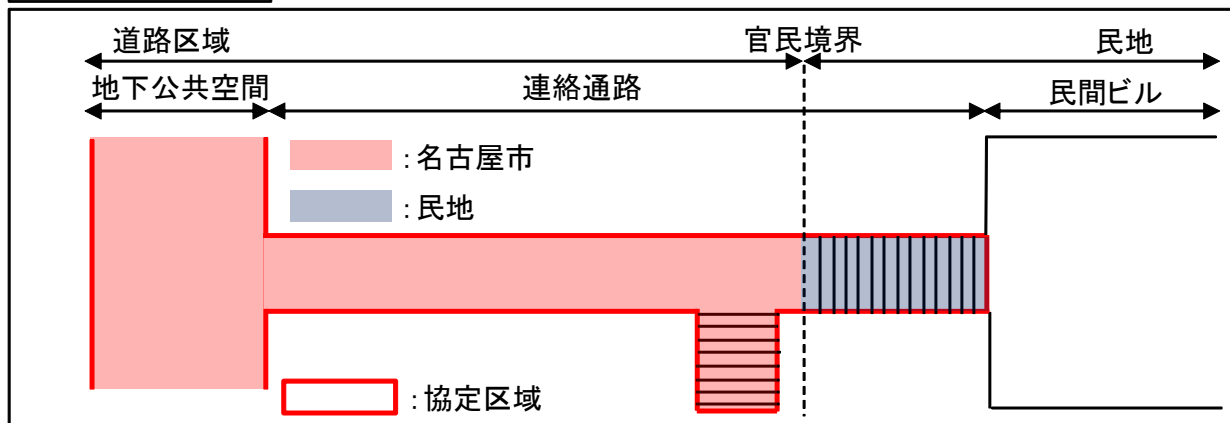 道路区域 官民境界 民地
地下公共空間 連絡通路 民間ビル
：名古屋市
：民地
：協定区域